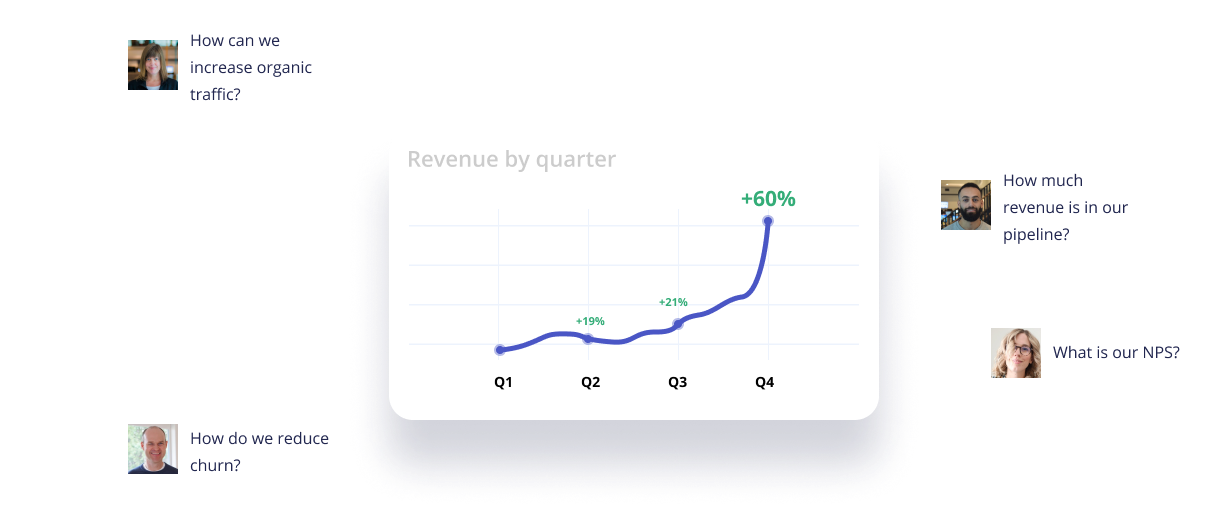 How can we
increase organic
traffic?
Revenue by quarter
+60%
+21%
+19%
Q1 Q2 Q3 Q4
How much
revenue is in our
pipeline?
What is our NPS?
How do we reduce
churn?